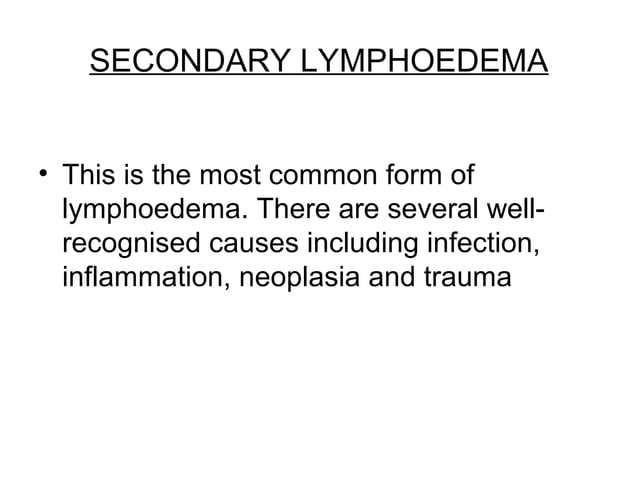 SECONDARY LYMPHOEDEMA
• This is the most common form of
lymphoedema. There are several well-
recognised causes including infection,
inflammation, neoplasia and trauma